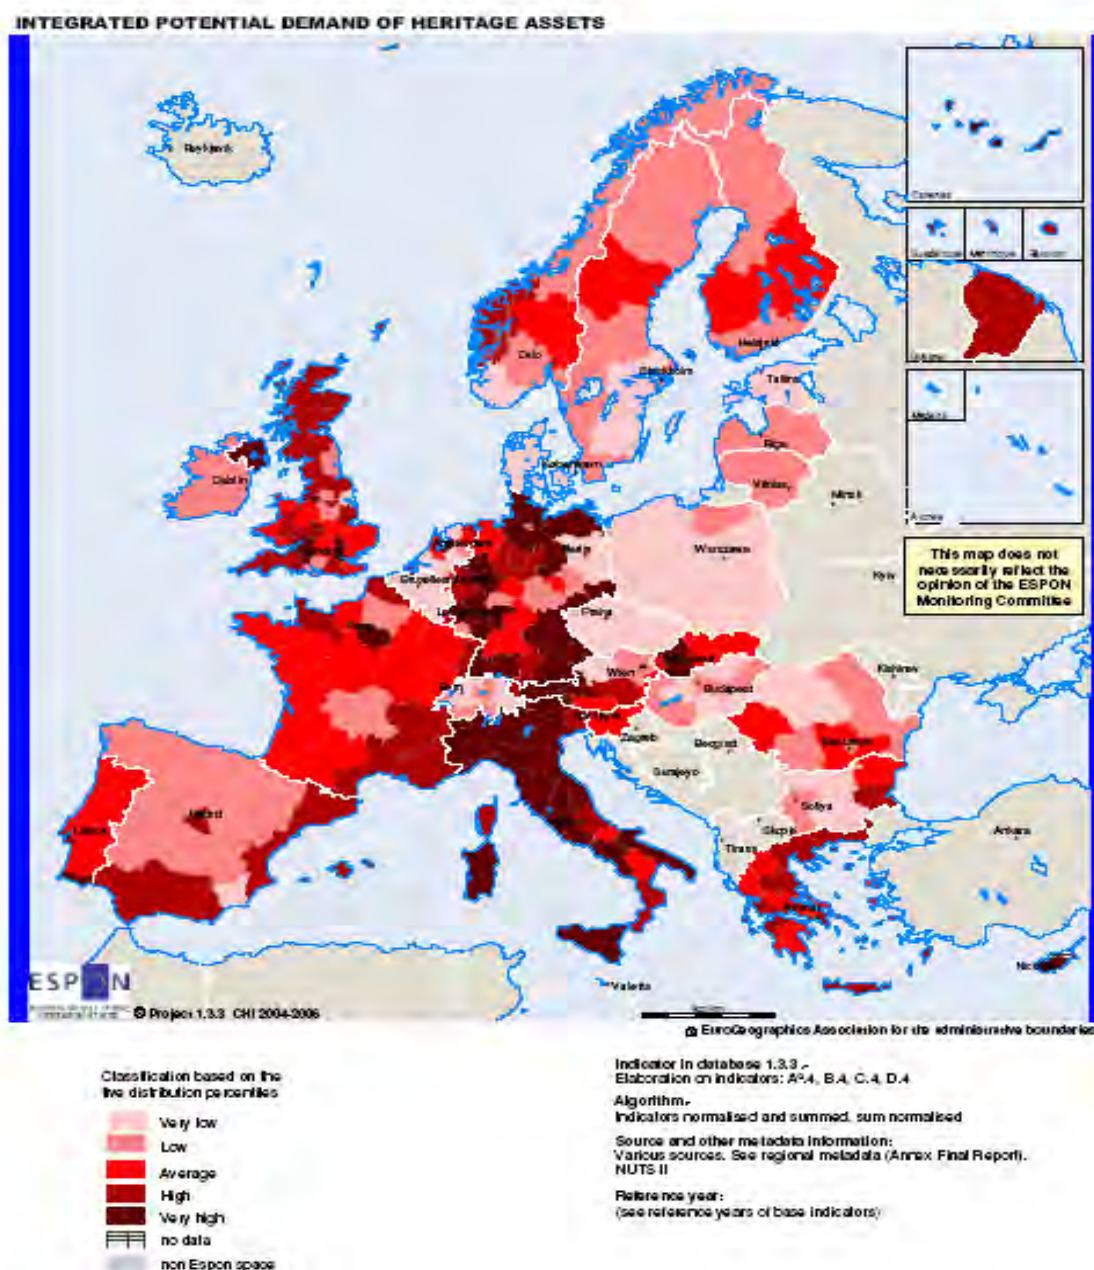 INTEGRATED POTENTIAL DEMAND OF HERITAGE ASSETS
Reykjavik
Canarias
Guadeloupe Martinique Reunion
Guyane
Madeira
Acores
Oslo
Helsinki
Stockholm
Tallinn
Riga
Vilnius
Minsk
Dublin
Warszawa
Kyiv
Praha
Wien
Budapest
Kishinev
Zagreb
Beograd
Sarajevo
Sofiya
Skopje
Tirana
Ankara
Madrid
Lisboa
Valletta
This map does not
necessarily reflect the
opinion of the ESPON
Monitoring Committee
ESPON
© Project 1.3.3 CHI 2004-2006
© EuroGeographics Association for the administrative boundaries
Classification based on the
five distribution percentiles
Very low
Low
Average
High
Very high
no data
non Espon space
Indicator in database 1.3.3.-
Elaboration on indicators: Aª.4, B.4, C.4, D.4
Algorithm.-
Indicators normalised and summed, sum normalised
Source and other metadata information:
Various sources. See regional metadata (Annex Final Report).
NUTS II
Reference year:
(see reference years of base indicators)